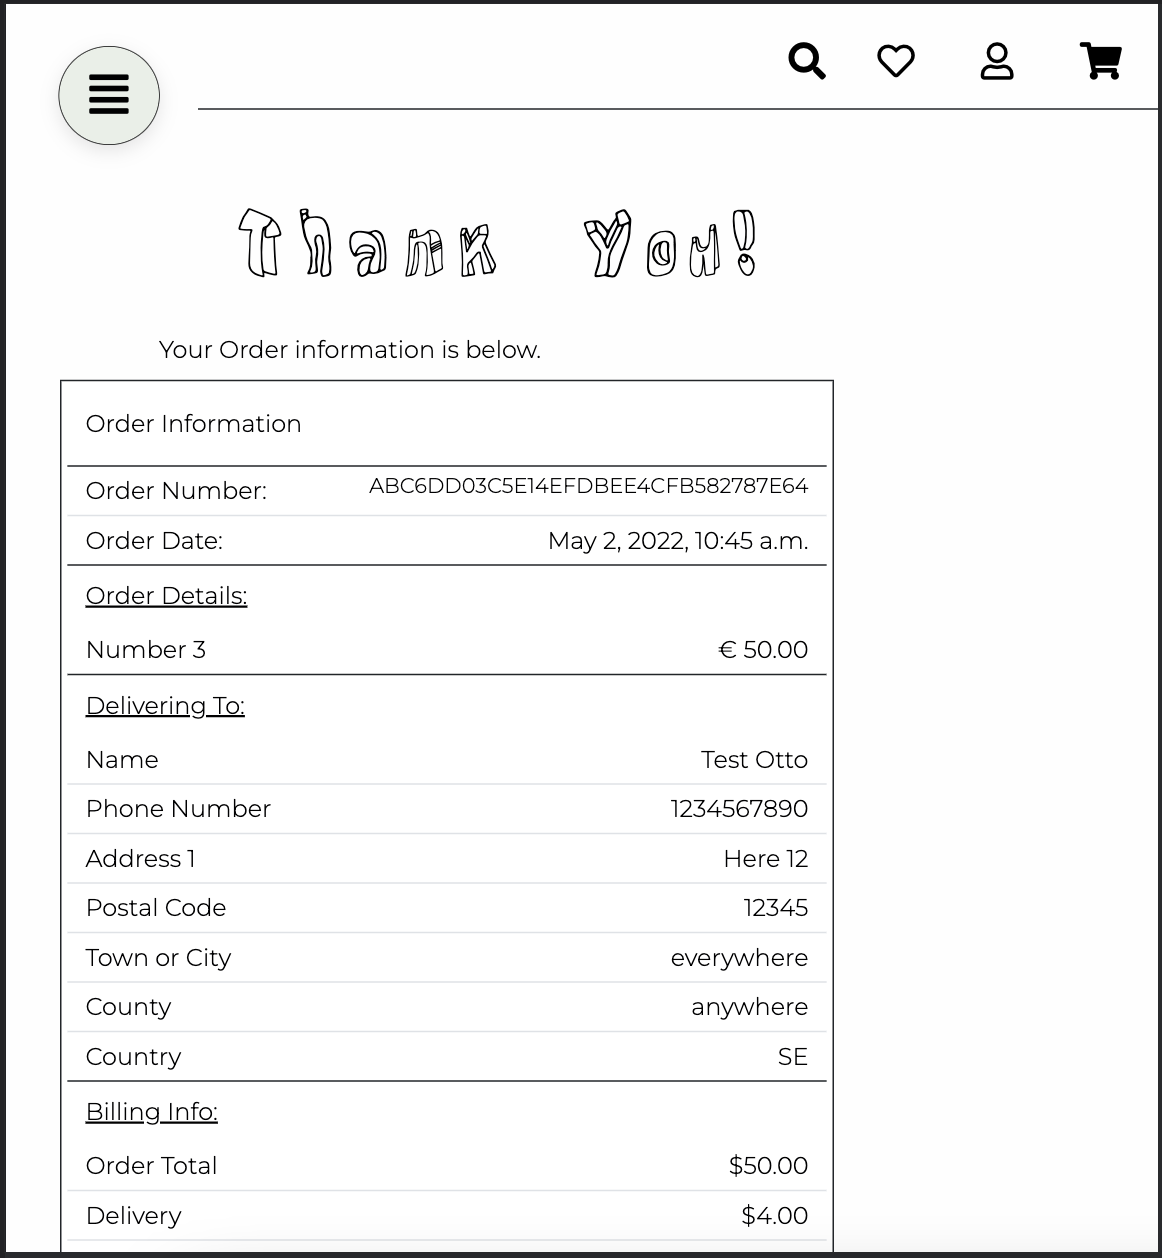 Thank You!
Your Order information is below.
Order Information
Order Number: ABC6DD03C5E14EFDBEE4CFB582787E64
Order Date: May 2, 2022, 10:45 a.m.
Order Details:
Number 3 € 50.00
Delivering To:
Name Test Otto
Phone Number 1234567890
Address 1 Here 12
Postal Code 12345
Town or City everywhere
County anywhere
Country SE
Billing Info:
Order Total $50.00
Delivery $4.00